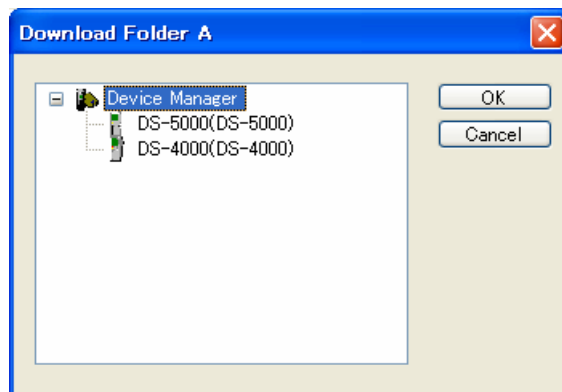 Download Folder A
Device Manager
DS-5000(DS-5000)
DS-4000(DS-4000)
OK
Cancel